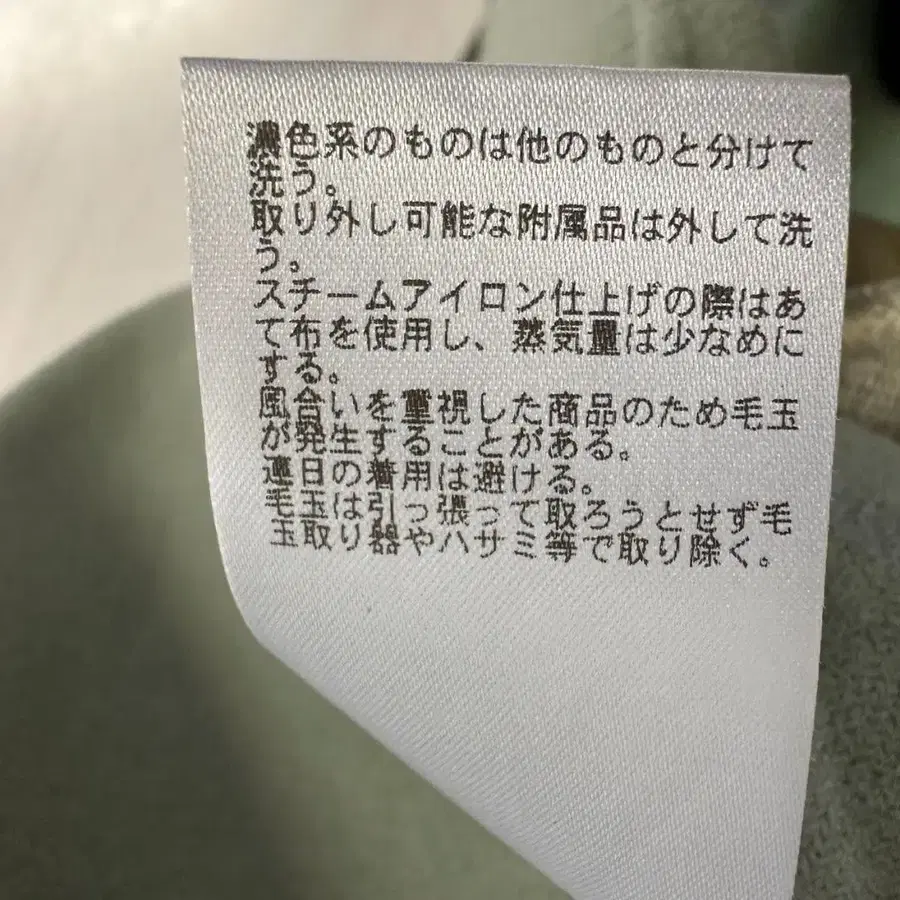 濃色系のものは他のものと分けて
洗う。
取り外し可能な附属品は外して洗
う。
スチームアイロン仕上げの際はあ
て布を使用し、蒸気量は少なめに
する。
風合いを重視した商品のため毛玉
が発生することがある。
連日の着用は避ける。
毛玉は引っ張って取ろうとせず毛
玉取り器やハサミ等で取り除く。